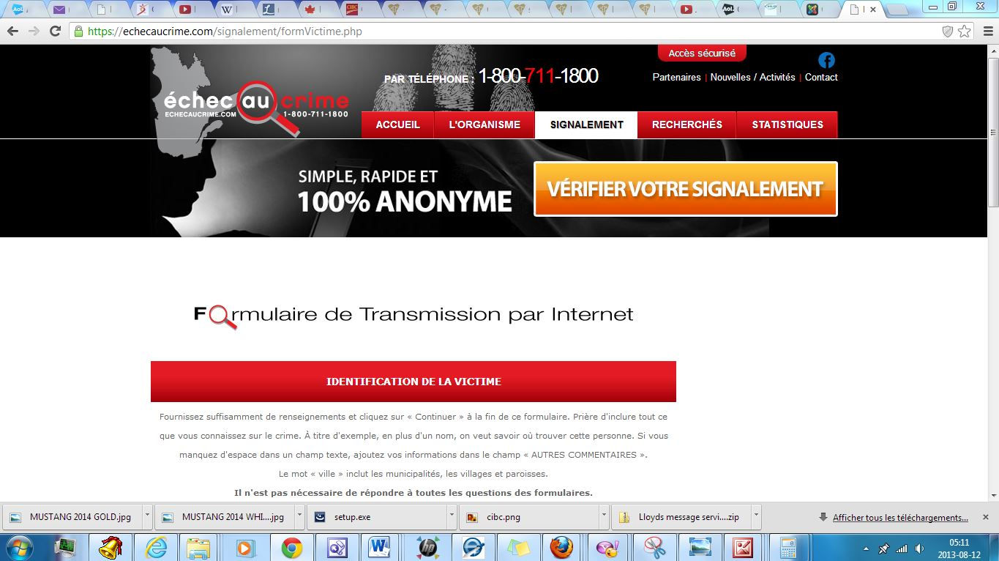 https://echecaucrime.com/signalement/formVictime.php
Accès sécurisé
PAR TÉLÉPHONE : 1-800-711-1800
Partenaires | Nouvelles / Activités | Contact
échec au crime
ECHECAUCRIME.COM 1-800-711-1800
ACCUEIL L'ORGANISME SIGNALEMENT RECHERCHÉS STATISTIQUES
SIMPLE, RAPIDE ET
100% ANONYME
VÉRIFIER VOTRE SIGNALEMENT
Formulaire de Transmission par Internet
IDENTIFICATION DE LA VICTIME
Fournissez suffisamment de renseignements et cliquez sur « Continuer » à la fin de ce formulaire. Prière d'inclure tout ce
que vous connaissez sur le crime. À titre d'exemple, en plus d'un nom, on veut savoir où trouver cette personne. Si vous
manquez d'espace dans un champ texte, ajoutez vos informations dans le champ « AUTRES COMMENTAIRES ».
Le mot « ville » inclut les municipalités, les villages et paroisses.
Il n'est pas nécessaire de répondre à toutes les questions des formulaires.
MUSTANG 2014 GOLD.jpg MUSTANG 2014 WHI....jpg setup.exe cibc.png Lloyds message servi....zip Afficher tous les téléchargements...
05:11
2013-08-12